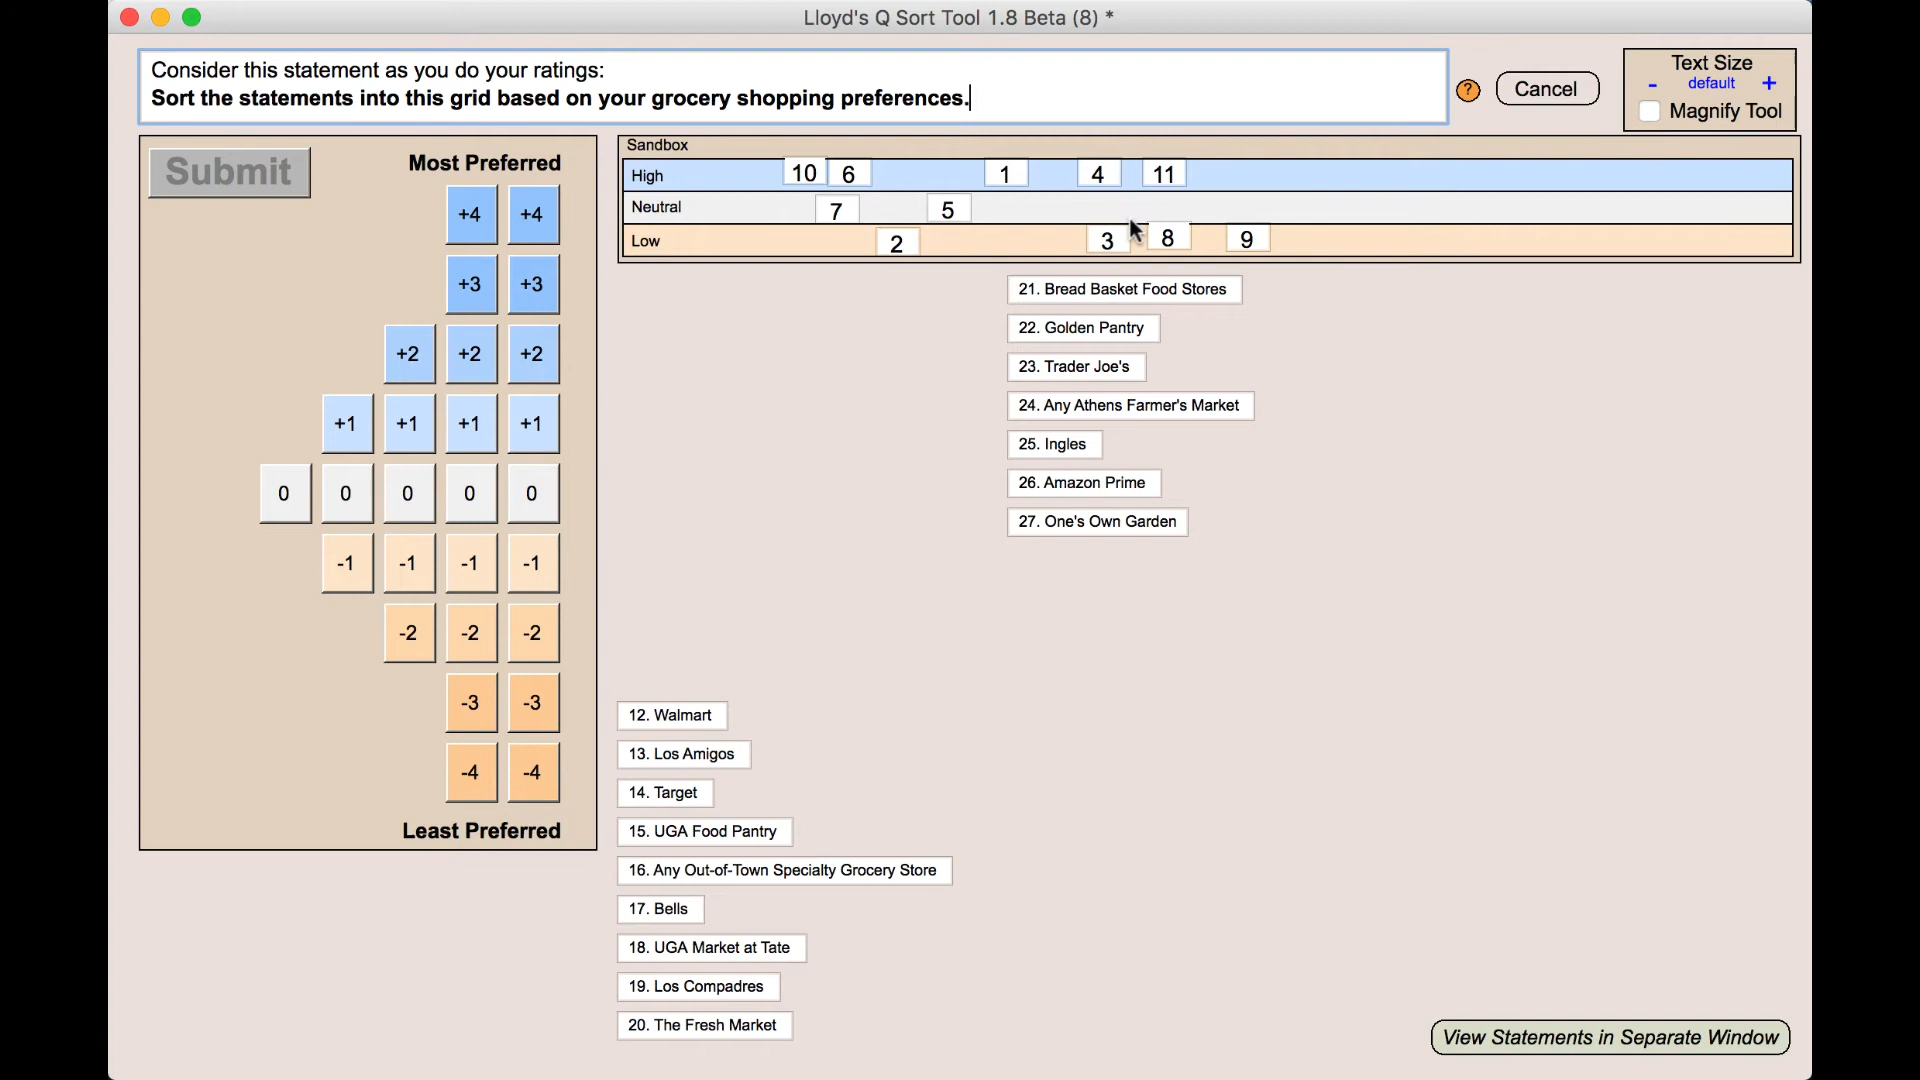 Lloyd's Q Sort Tool 1.8 Beta (8) *
Consider this statement as you do your ratings:
Sort the statements into this grid based on your grocery shopping preferences.
?
Cancel
Text Size
- default +
Magnify Tool
Submit
Most Preferred
+4 +4
+3 +3
+2 +2 +2
+1 +1 +1 +1
0 0 0 0 0
-1 -1 -1 -1
-2 -2 -2
-3 -3
-4 -4
Least Preferred
Sandbox
High 10 6 1 4 11
Neutral 7 5
Low 2 3 8 9
21. Bread Basket Food Stores
22. Golden Pantry
23. Trader Joe's
24. Any Athens Farmer's Market
25. Ingles
26. Amazon Prime
27. One's Own Garden
12. Walmart
13. Los Amigos
14. Target
15. UGA Food Pantry
16. Any Out-of-Town Specialty Grocery Store
17. Bells
18. UGA Market at Tate
19. Los Compadres
20. The Fresh Market
View Statements in Separate Window